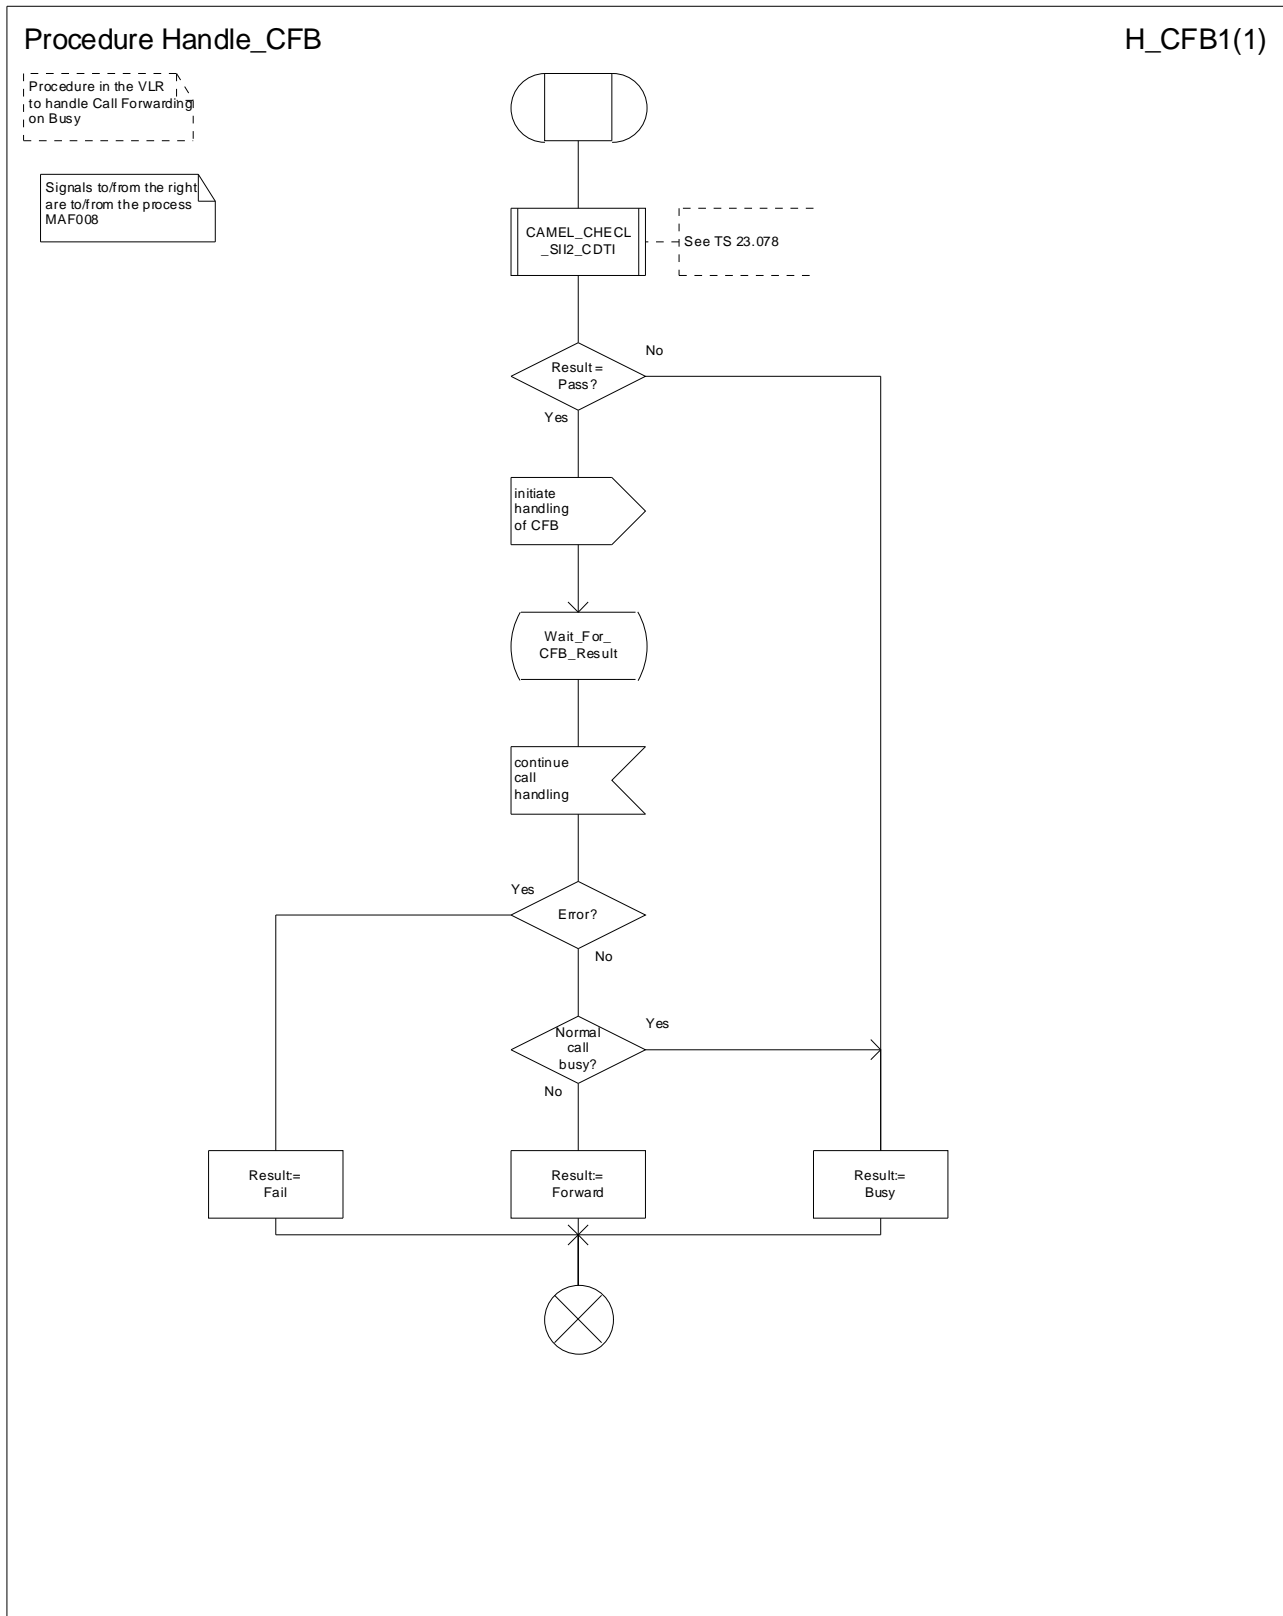 Procedure Handle_CFB
H_CFB1(1)
Procedure in the VLR
to handle Call Forwarding
on Busy
Signals to/from the right
are to/from the process
MAF008
CAMEL_CHECL
_SII2_CDTI
See TS 23.078
Result =
Pass?
No
Yes
initiate
handling
of CFB
Wait_For_
CFB_Result
continue
call
handling
Yes
Error?
No
Normal
call
busy?
Yes
No
Result:=
Fail
Result:=
Forward
Result:=
Busy